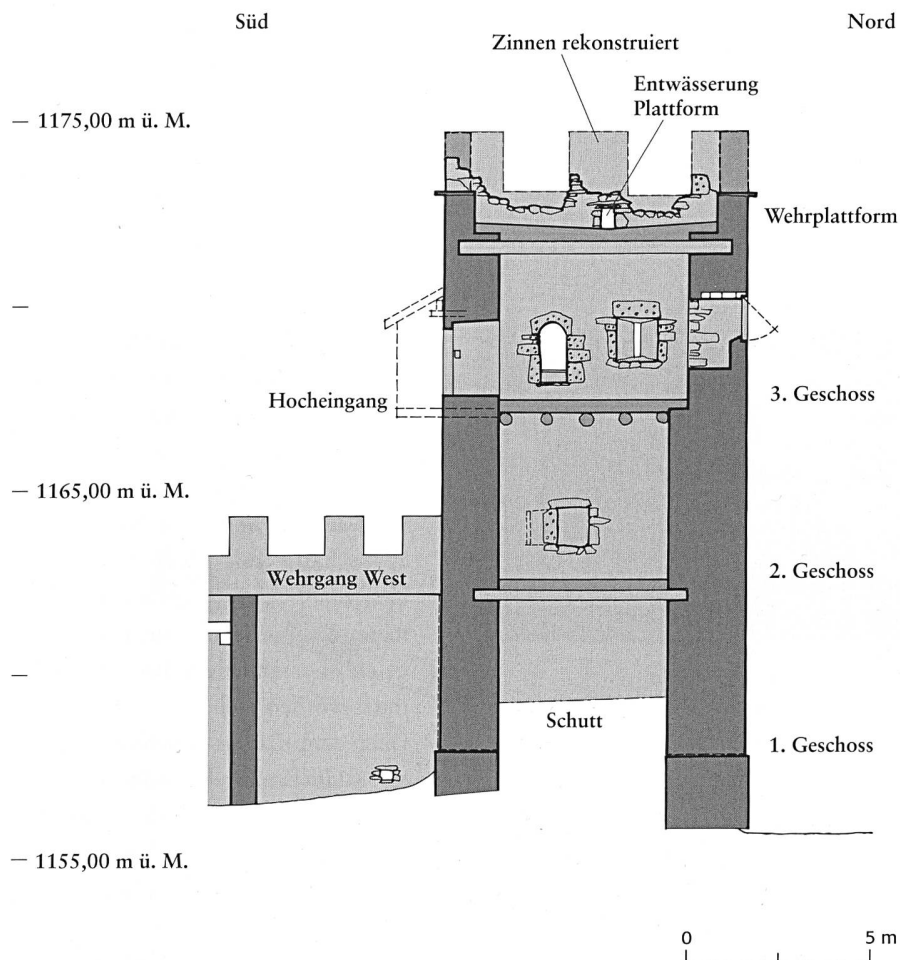 Süd
Nord
Zinnen rekonstruiert
Entwässerung
Plattform
1175,00 m ü. M.
Wehrplattform
Hocheingang
3. Geschoss
1165,00 m ü. M.
Wehrgang West
2. Geschoss
Schutt
1. Geschoss
1155,00 m ü. M.
0
5 m